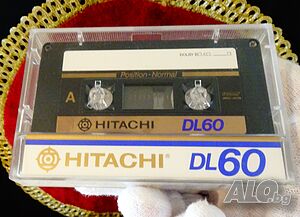 Position · Normal
A
HITACHI DL60
HITACHI DL60
ALO.bg